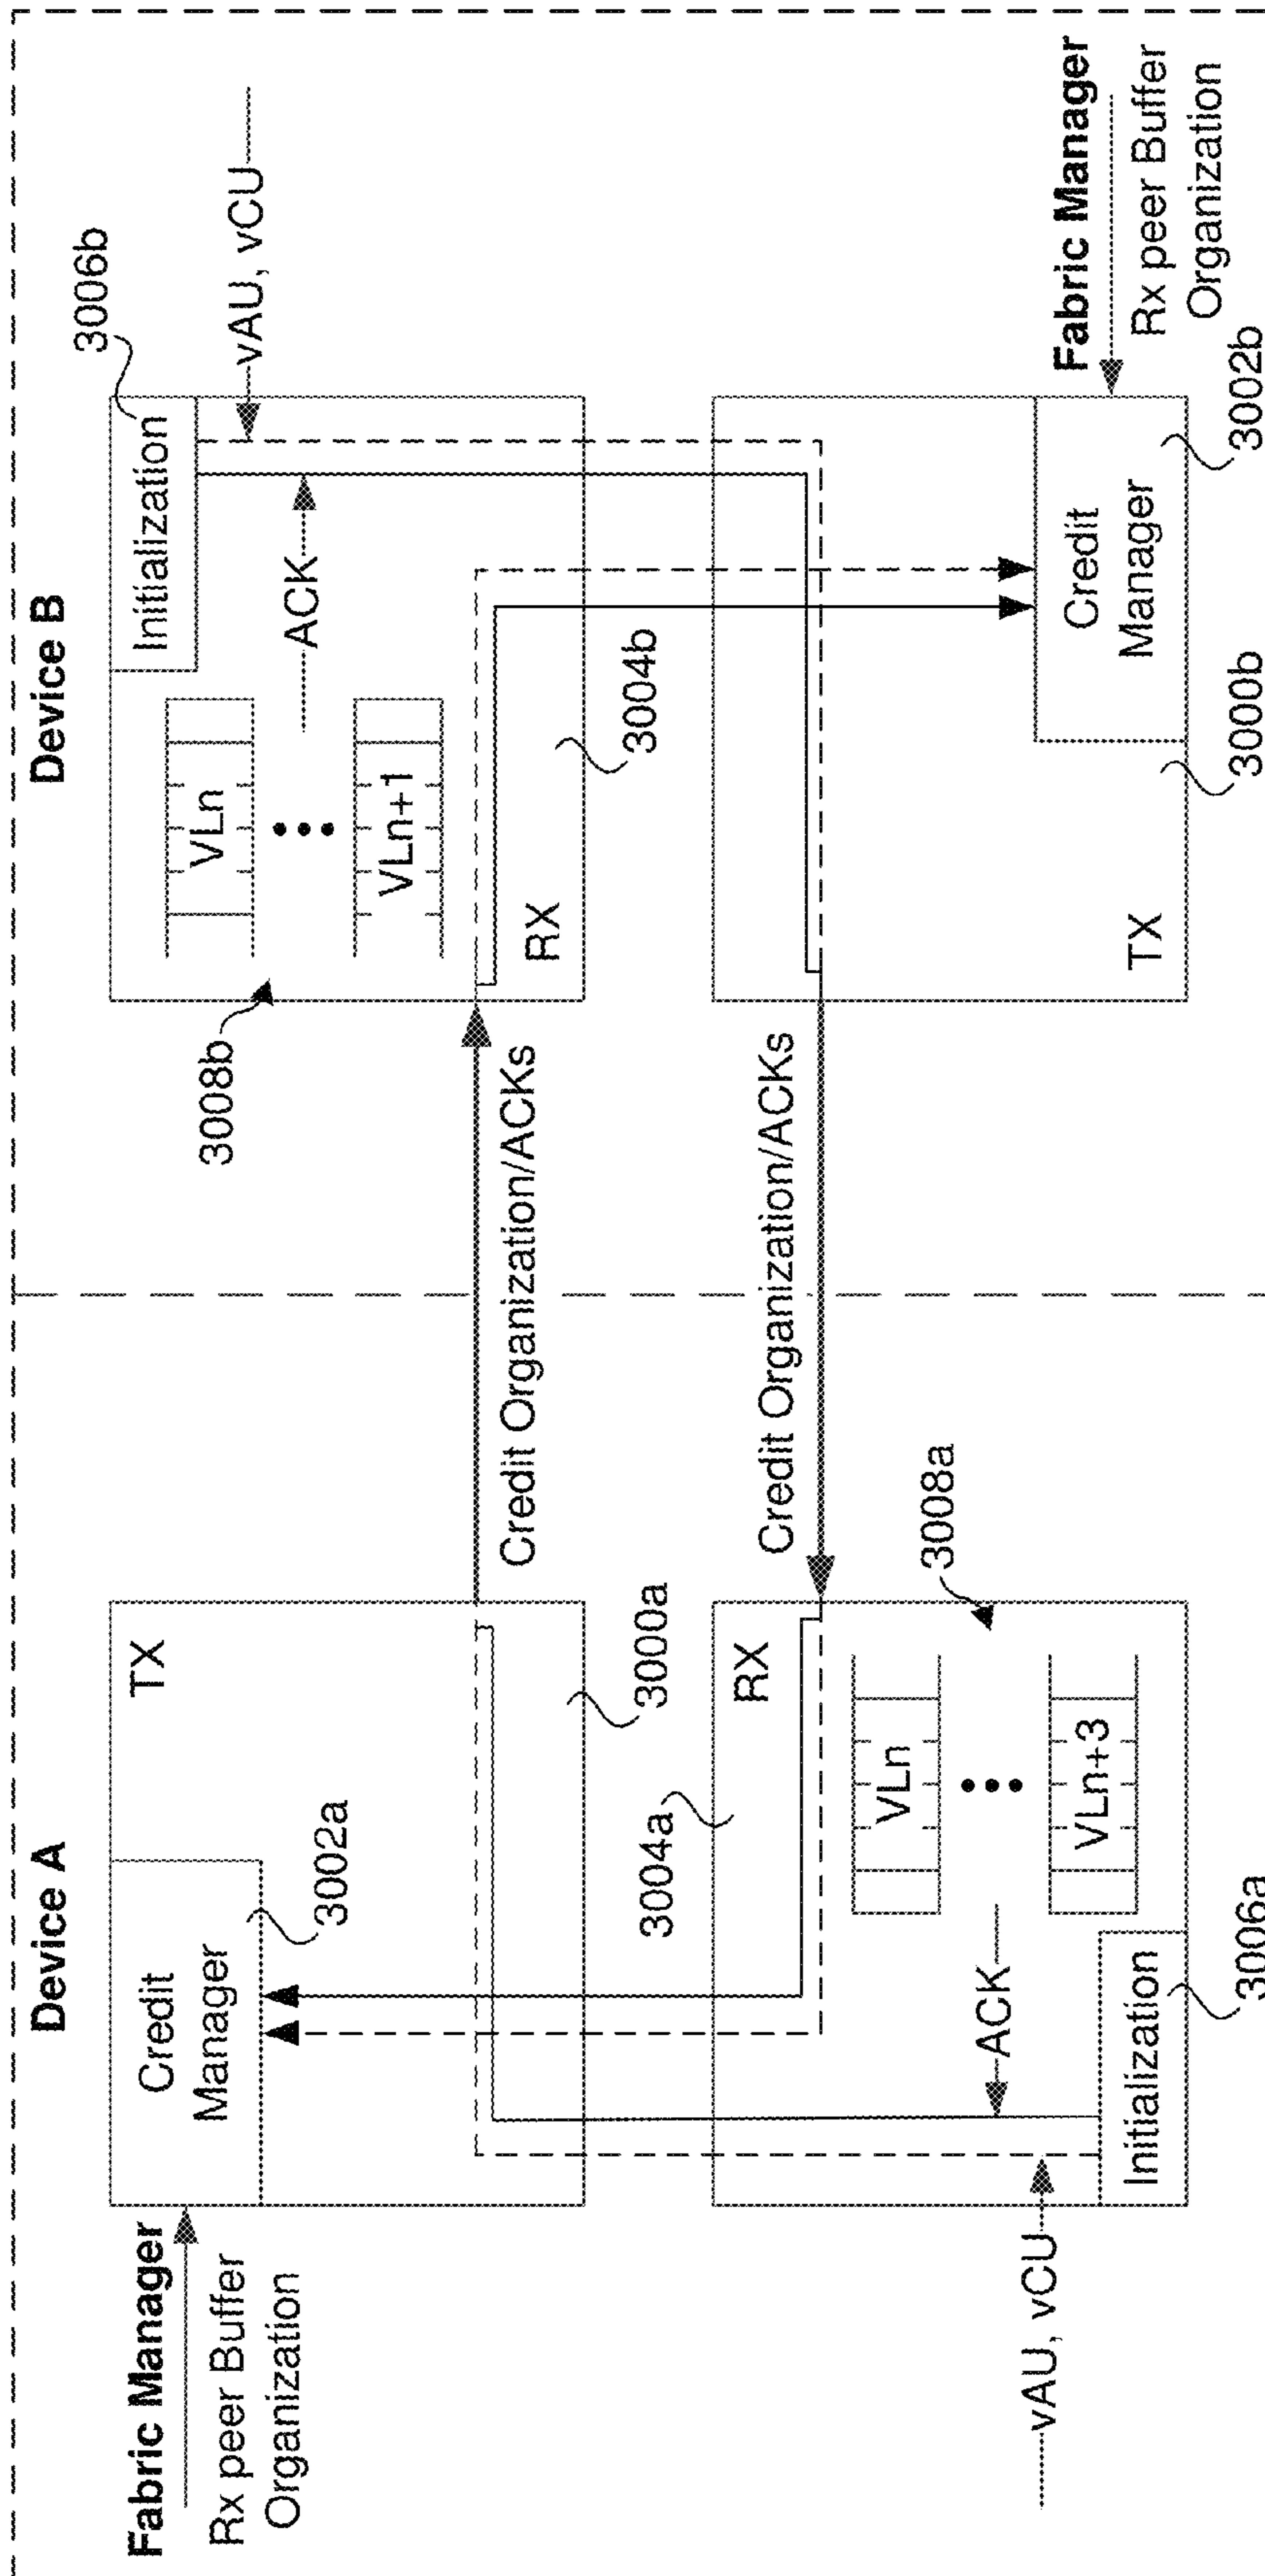 Device A
Device B
Fabric Manager
Rx peer Buffer
Organization
Credit
Manager
3002a
TX
3000a
Credit Organization/ACKs
3008b
VLn
VLn+1
ACK
Initialization
3006b
vAU, vCU
RX
3004b
vAU, vCU
ACK
Initialization
3006a
3004a
RX
VLn
VLn+3
3008a
Credit Organization/ACKs
TX
3000b
Credit
Manager
3002b
Fabric Manager
Rx peer Buffer
Organization